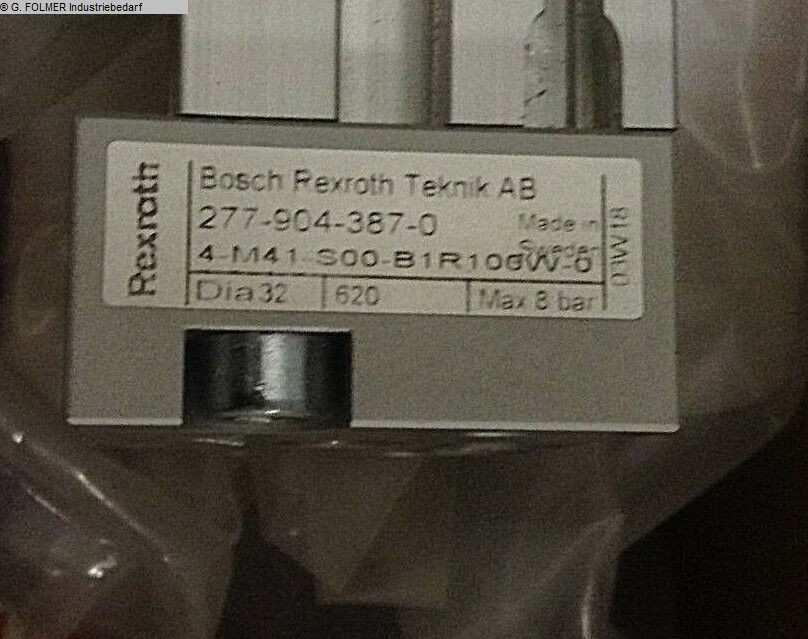 © G. FOLMER Industriebedarf
Rexroth
Bosch Rexroth Teknik AB
277-904-387-0
Made in
Sweden
4-M41-S00-B1R100W-0
Dia 32
620
Max 8 bar